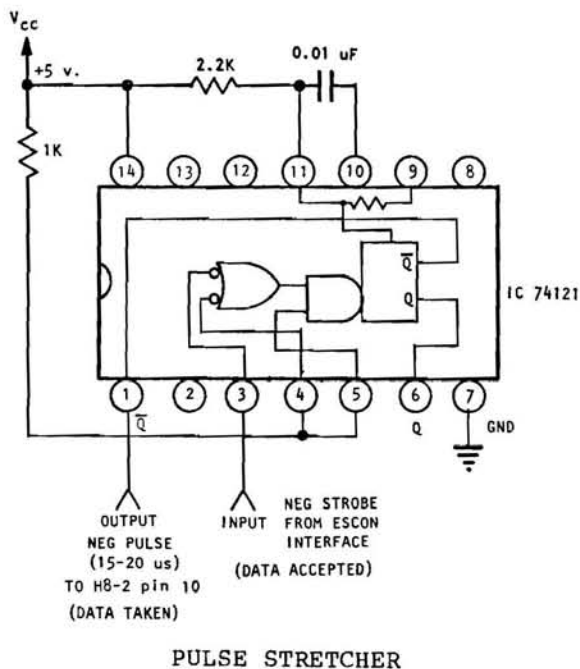 Vcc
+5 v.
2.2K
0.01 uF
1K
14
13
12
11
10
9
8
Q
Q
IC 74121
1
2
3
4
5
6
7
Q
Q
GND
OUTPUT
NEG PULSE
(15-20 us)
TO H8-2 pin 10
(DATA TAKEN)
INPUT
NEG STROBE
FROM ESCON
INTERFACE
(DATA ACCEPTED)
PULSE STRETCHER